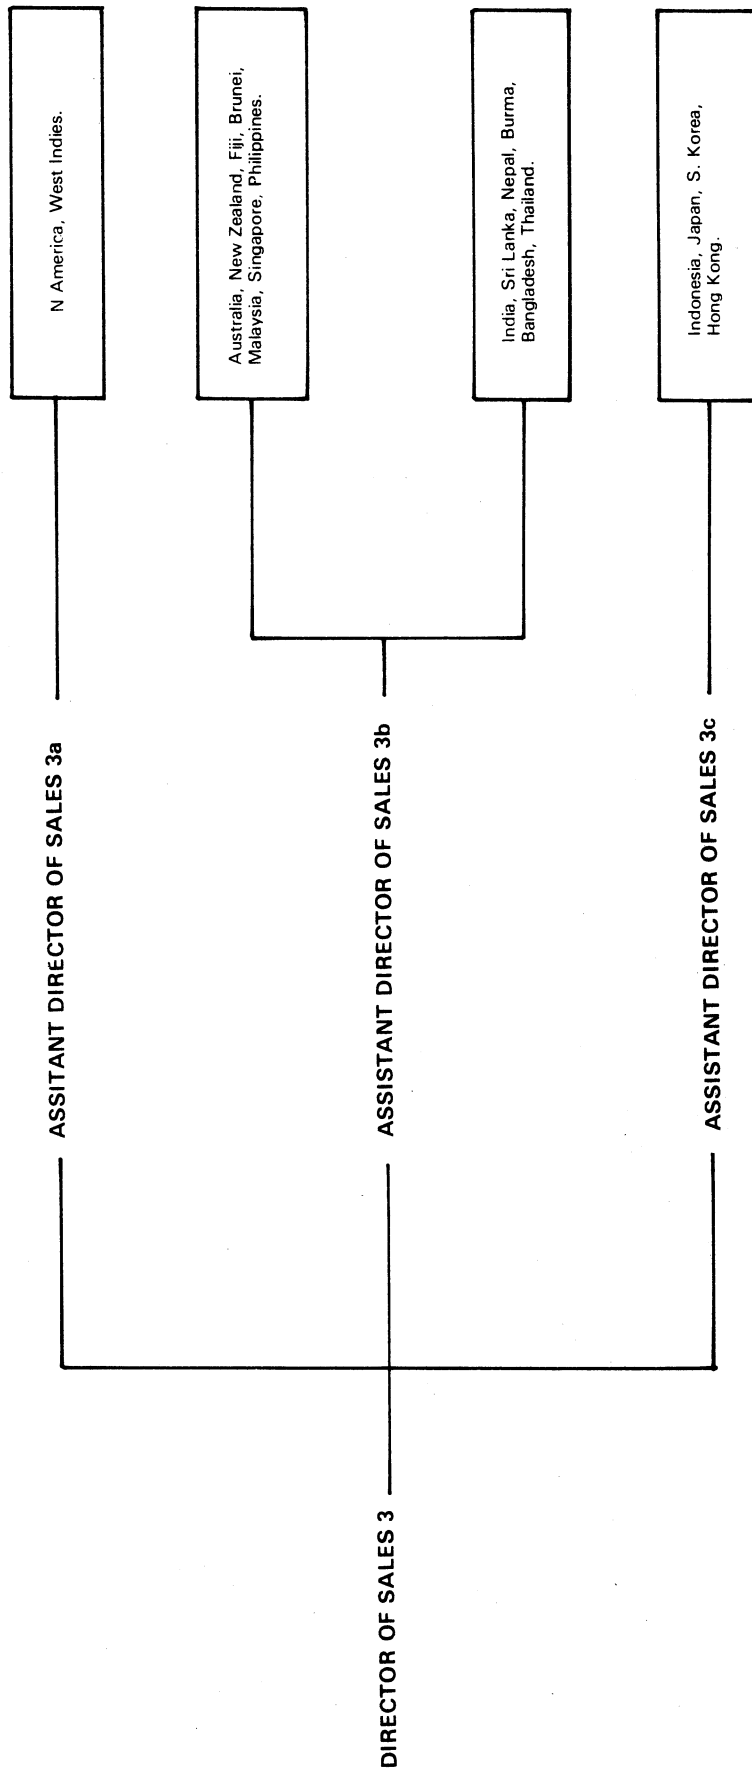 DIRECTOR OF SALES 3
ASSITANT DIRECTOR OF SALES 3a
N America, West Indies.
ASSISTANT DIRECTOR OF SALES 3b
Australia, New Zealand, Fiji, Brunei,
Malaysia, Singapore, Philippines.
India, Sri Lanka, Nepal, Burma,
Bangladesh, Thailand.
ASSISTANT DIRECTOR OF SALES 3c
Indonesia, Japan, S. Korea,
Hong Kong.